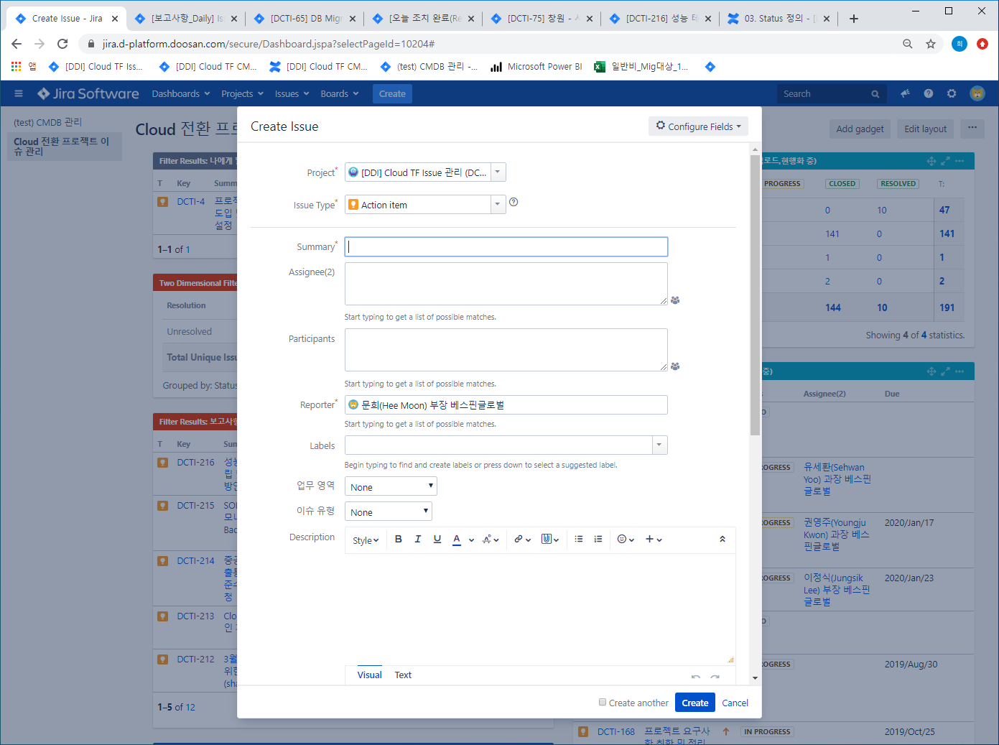 Create Issue - Jira
[보고사항_Daily] Is
[DCTI-65] DB Mig
[오늘 조치 완료(Re
[DCTI-75] 창원 - 서
[DCTI-216] 성능 테
03. Status 정의 - [
jira.d-platform.doosan.com/secure/Dashboard.jspa?selectPageId=10204#
희
앱
[DDI] Cloud TF Iss...
[DDI] Cloud TF CM...
[DDI] Cloud TF CM...
(test) CMDB 관리 -...
Microsoft Power BI
일반비_Mig대상_1...
Jira Software
Dashboards
Projects
Issues
Boards
Create
Search
(test) CMDB 관리
Cloud 전환 프로젝트 이
슈 관리
Cloud 전환 프로
Add gadget
Edit layout
Create Issue
Configure Fields
Project*
[DDI] Cloud TF Issue 관리 (DC...
Issue Type*
Action item
Summary*
Assignee(2)
Start typing to get a list of possible matches.
Participants
Start typing to get a list of possible matches.
Reporter*
문희(Hee Moon) 부장 베스핀글로벌
Start typing to get a list of possible matches.
Labels
Begin typing to find and create labels or press down to select a suggested label.
업무 영역
None
이슈 유형
None
Description
Style
B I U A
Visual
Text
Create another
Create
Cancel
Filter Results: 나에게
T Key Summ
DCTI-4 프로젝
도입
설정
1–1 of 1
Two Dimensional Filte
Resolution
Unresolved
Total Unique Issu
Grouped by: Status
Filter Results: 보고사항
T Key Sum
DCTI-216 성능
립
방안
DCTI-215 SOI
모니
Bac
DCTI-214 중공
출통
준수
청
DCTI-213 Clo
인
DCTI-212 3월
위한
(sha
1–5 of 12
로드,현행화 중)
PROGRESS CLOSED RESOLVED T:
0 10 47
141 0 141
1 0 1
2 0 2
144 10 191
Showing 4 of 4 statistics.
중)
Assignee(2) Due
OGRESS 유세환(Sehwan
Yoo) 과장 베스핀
글로벌
OGRESS 권영주(Youngju 2020/Jan/17
Kwon) 과장 베스
핀글로벌
OGRESS 이정식(Jungsik 2020/Jan/23
Lee) 부장 베스핀
글로벌
OGRESS 2019/Aug/30
DCTI-168 프로젝트 요구사 IN PROGRESS 2019/Oct/25
항 취합 및 정리